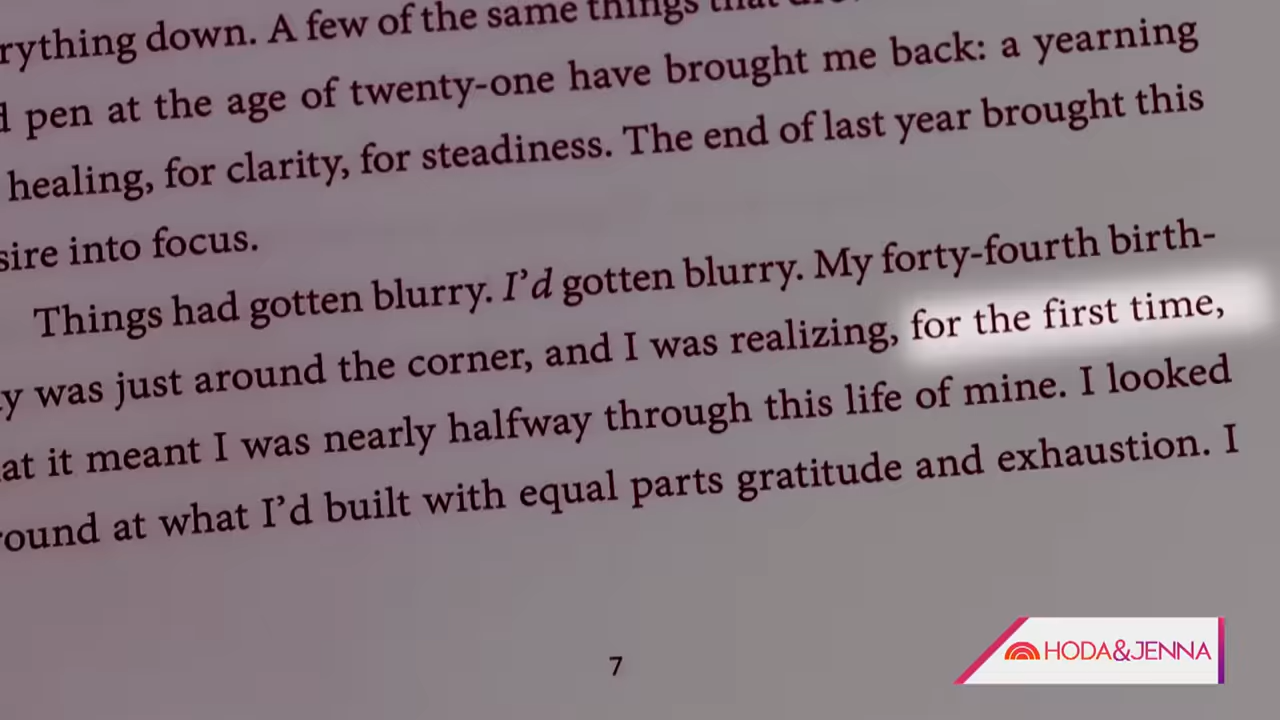 rything down. A few of the same things that
pen at the age of twenty-one have brought me back: a yearning
healing, for clarity, for steadiness. The end of last year brought this
sire into focus.
Things had gotten blurry. I’d gotten blurry. My forty-fourth birth-
y was just around the corner, and I was realizing, for the first time,
at it meant I was nearly halfway through this life of mine. I looked
ound at what I’d built with equal parts gratitude and exhaustion. I
7
HODA&JENNA